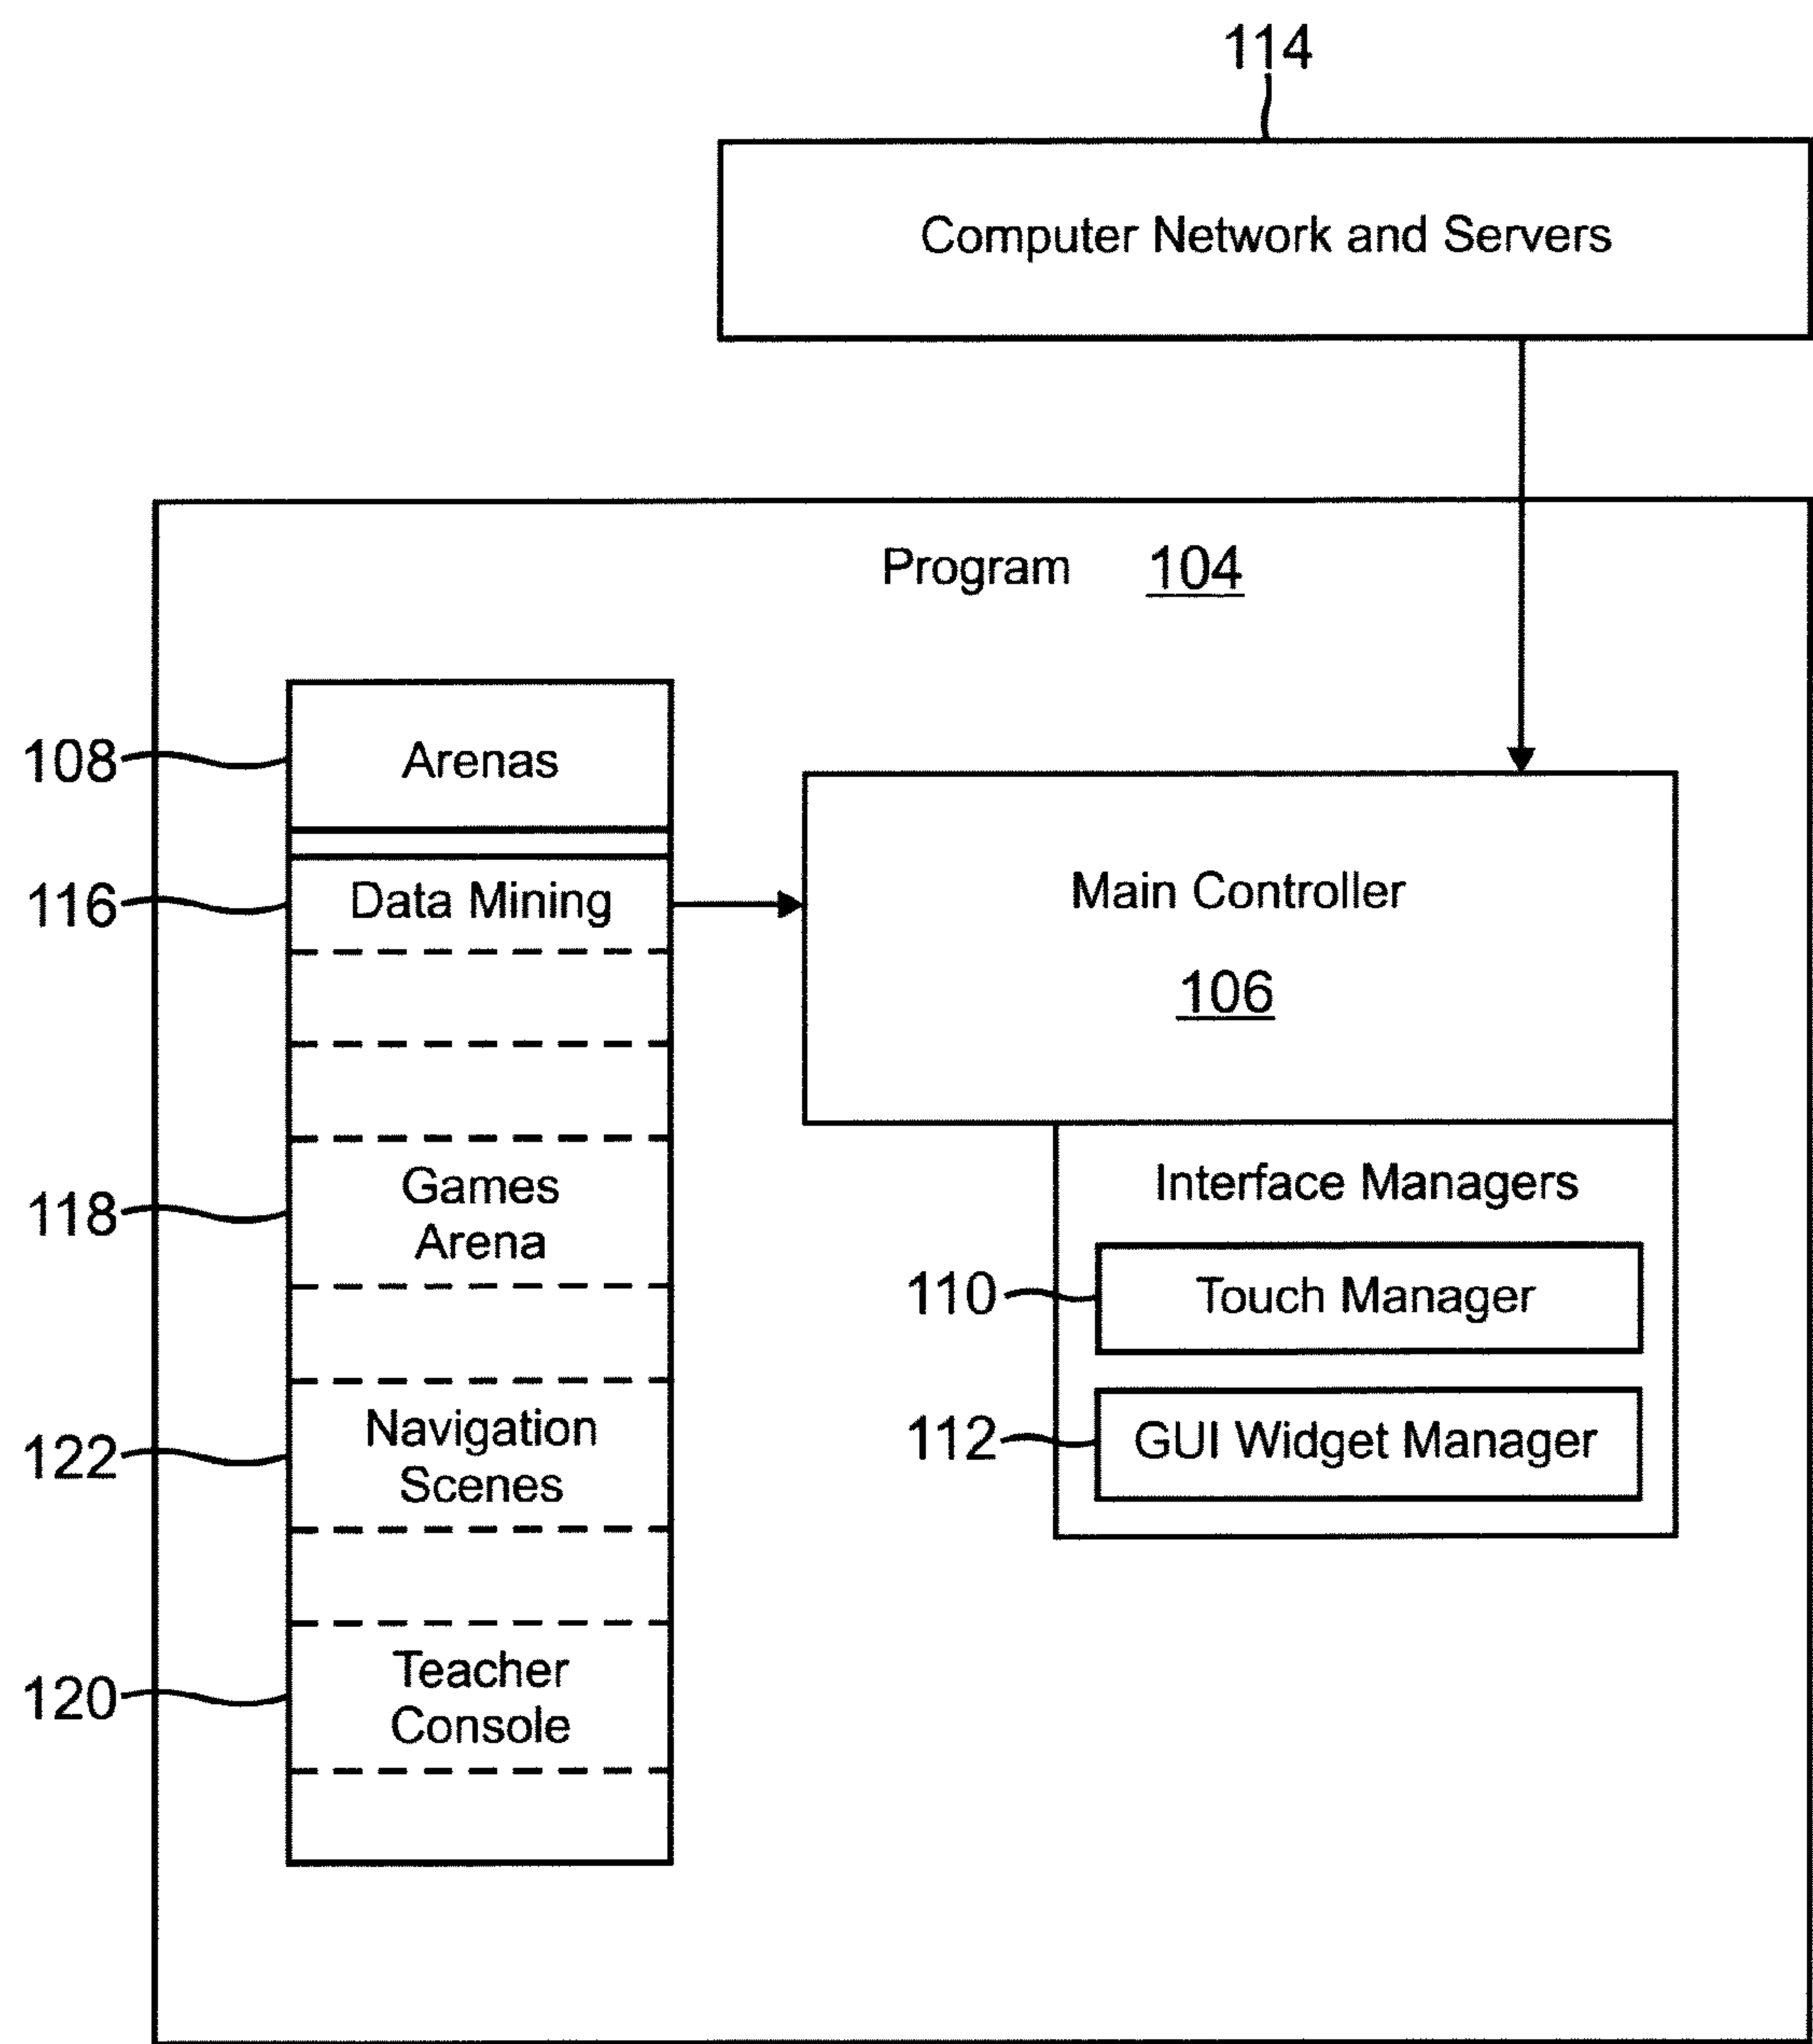 114
Computer Network and Servers
Program 104
108
Arenas
116
Data Mining
Main Controller
106
118
Games
Arena
Interface Managers
110
Touch Manager
112
GUI Widget Manager
122
Navigation
Scenes
120
Teacher
Console